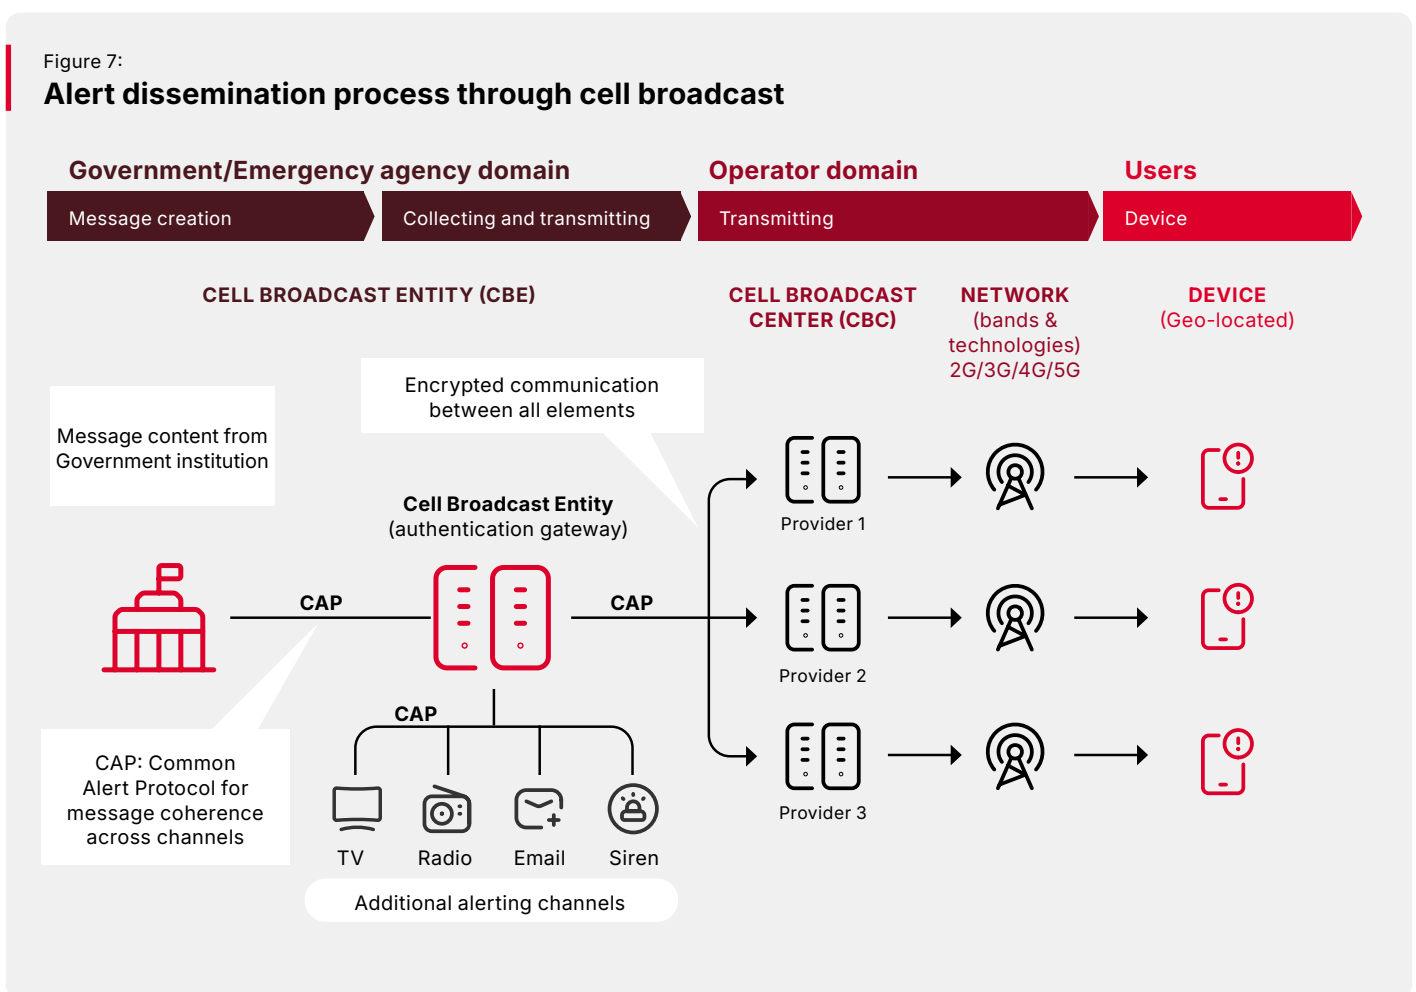 Figure 7:
Alert dissemination process through cell broadcast
Government/Emergency agency domain
Operator domain
Users
Message creation
Collecting and transmitting
Transmitting
Device
CELL BROADCAST ENTITY (CBE)
CELL BROADCAST
CENTER (CBC)
NETWORK
(bands &
technologies)
2G/3G/4G/5G
DEVICE
(Geo-located)
Encrypted communication
between all elements
Message content from
Government institution
Cell Broadcast Entity
(authentication gateway)
Provider 1
CAP
CAP
Provider 2
CAP
CAP: Common
Alert Protocol for
message coherence
across channels
Provider 3
TV
Radio
Email
Siren
Additional alerting channels